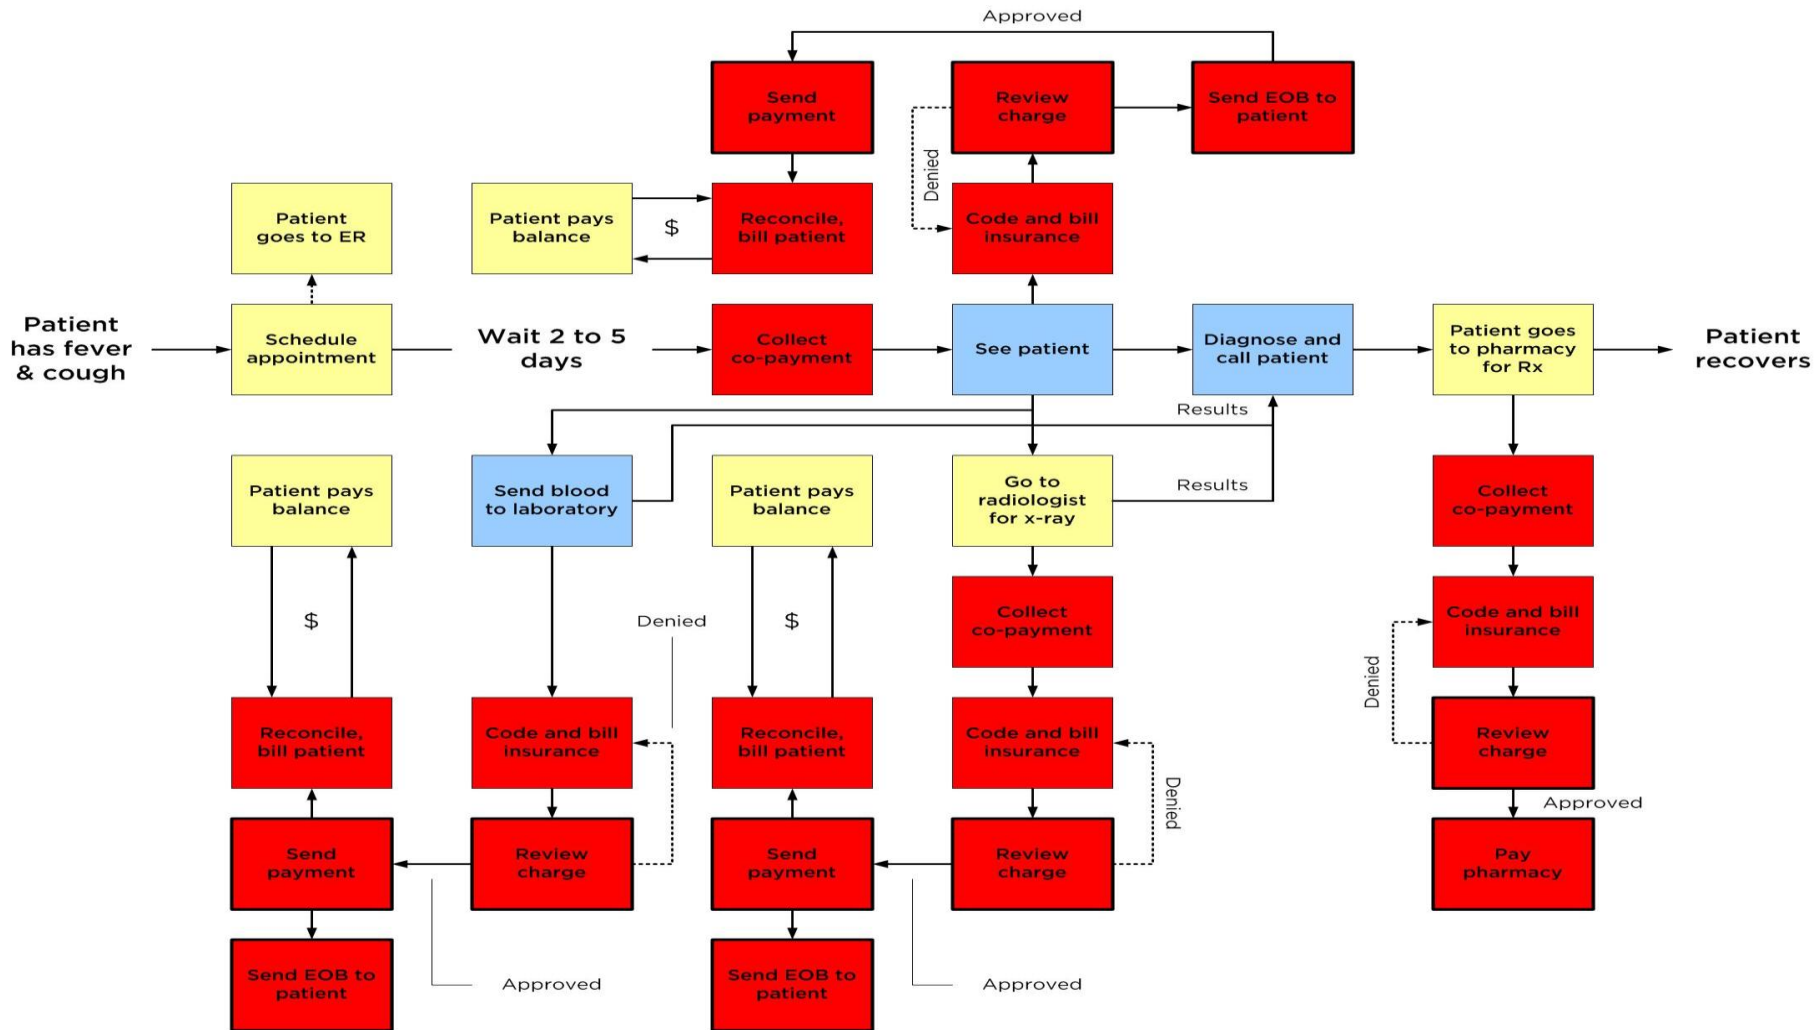 Approved
Send
payment
Review
charge
Send EOB to
patient
Denied
Patient
goes to ER
Patient pays
balance
$
Reconcile,
bill patient
Code and bill
insurance
Patient
has fever
& cough
Schedule
appointment
Wait 2 to 5
days
Collect
co-payment
See patient
Diagnose and
call patient
Patient goes
to pharmacy
for Rx
Patient
recovers
Results
Patient pays
balance
Send blood
to laboratory
Patient pays
balance
Go to
radiologist
for x-ray
Results
Collect
co-payment
$
Denied
$
Collect
co-payment
Code and bill
insurance
Denied
Reconcile,
bill patient
Code and bill
insurance
Reconcile,
bill patient
Code and bill
insurance
Denied
Review
charge
Approved
Send
payment
Review
charge
Send
payment
Review
charge
Pay
pharmacy
Send EOB to
patient
Approved
Send EOB to
patient
Approved